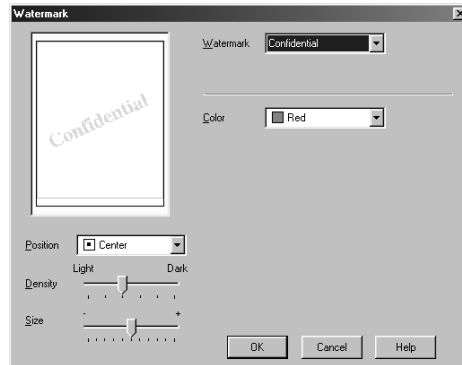 Watermark
Watermark Confidential
Confidential
Color Red
Position Center
Light Dark
Density
Size - +
OK Cancel Help